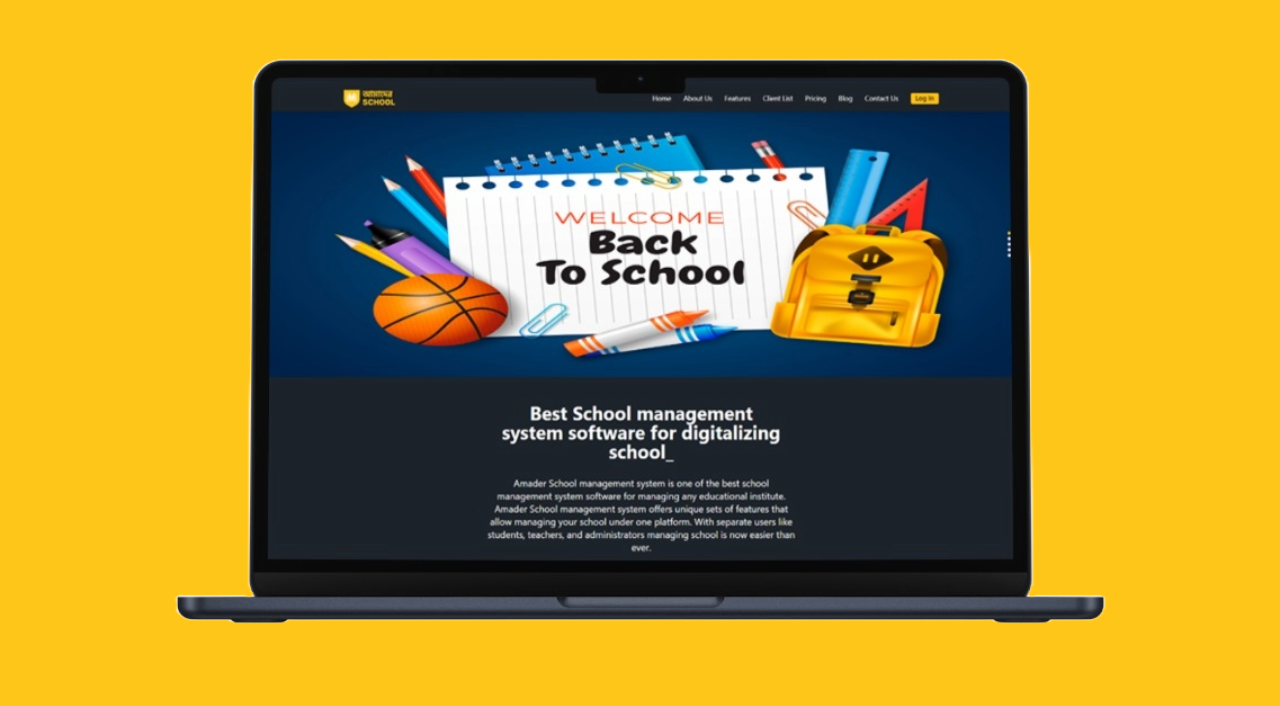 আমাদের
SCHOOL
Home About Us Features Client List Pricing Blog Contact Us Log In
WELCOME
Back
To School
Best School management
system software for digitalizing
school_
Amader School management system is one of the best school
management system software for managing any educational institute.
Amader School management system offers unique sets of features that
allow managing your school under one platform. With separate users like
students, teachers, and administrators managing school is now easier than
ever.